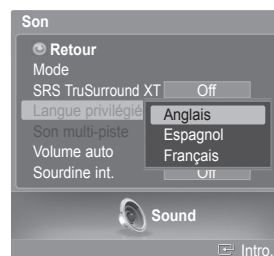 Son
Retour
Mode
SRS TruSurround XT Off
Langue privilégié
Anglais
Espagnol
Français
Son multi-piste
Volume auto
Sourdine int. Off
Sound
Intro.